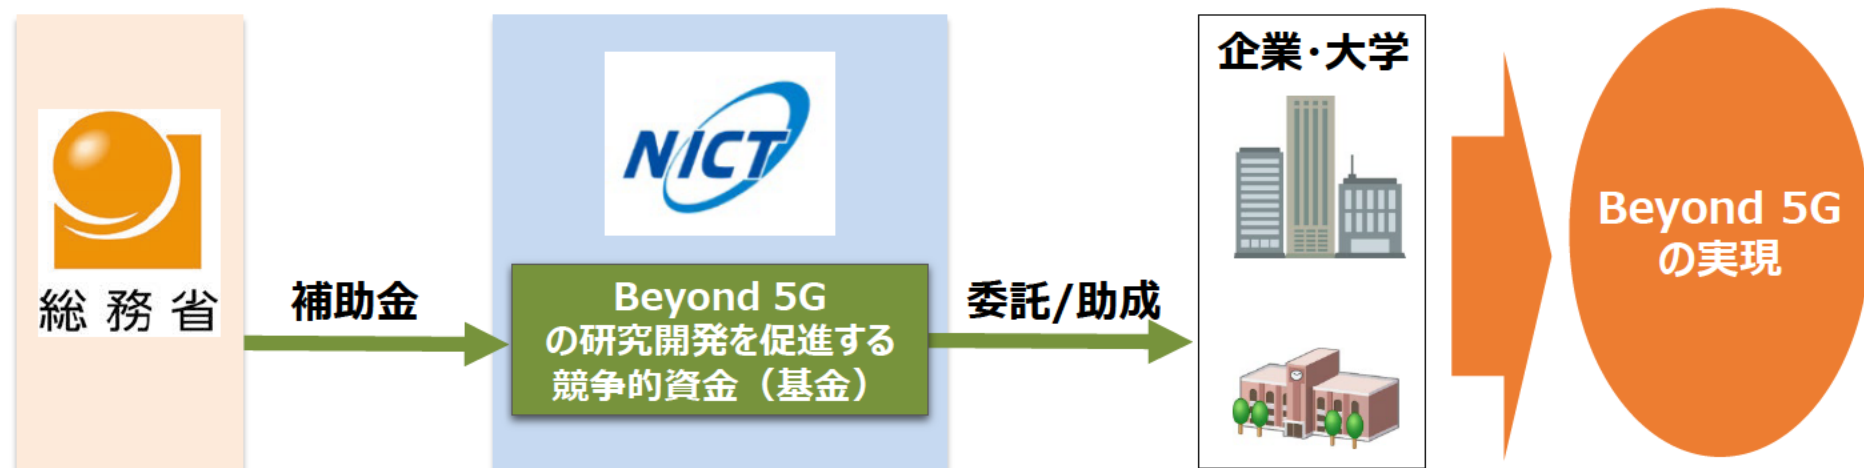 総務省
補助金
NICT
Beyond 5G
の研究開発を促進する
競争的資金（基金）
委託/助成
企業・大学
Beyond 5G
の実現